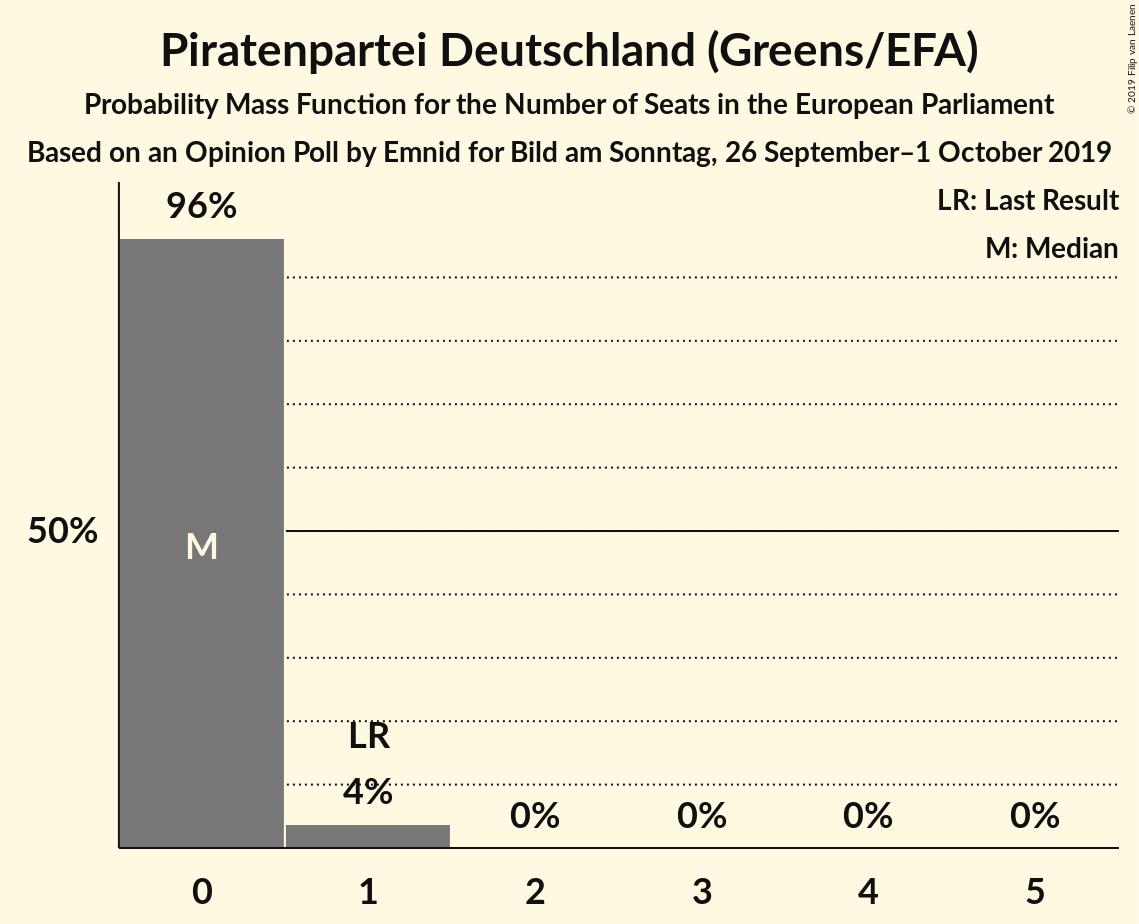 Piratenpartei Deutschland (Greens/EFA)
Probability Mass Function for the Number of Seats in the European Parliament
Based on an Opinion Poll by Emnid for Bild am Sonntag, 26 September–1 October 2019
© 2019 Filip van Laenen
LR: Last Result
M: Median
96%
50%
M
LR
4%
0%
0%
0%
0%
0
1
2
3
4
5